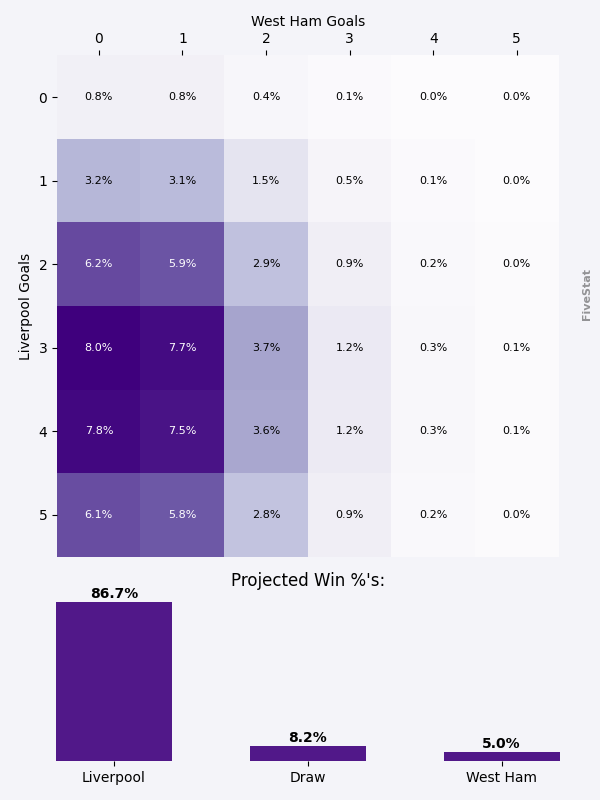 West Ham Goals
0 1 2 3 4 5
0 0.8% 0.8% 0.4% 0.1% 0.0% 0.0%
1 3.2% 3.1% 1.5% 0.5% 0.1% 0.0%
2 6.2% 5.9% 2.9% 0.9% 0.2% 0.0%
3 8.0% 7.7% 3.7% 1.2% 0.3% 0.1%
4 7.8% 7.5% 3.6% 1.2% 0.3% 0.1%
5 6.1% 5.8% 2.8% 0.9% 0.2% 0.0%
Liverpool Goals
FiveStat
Projected Win %'s:
86.7% 8.2% 5.0%
Liverpool Draw West Ham